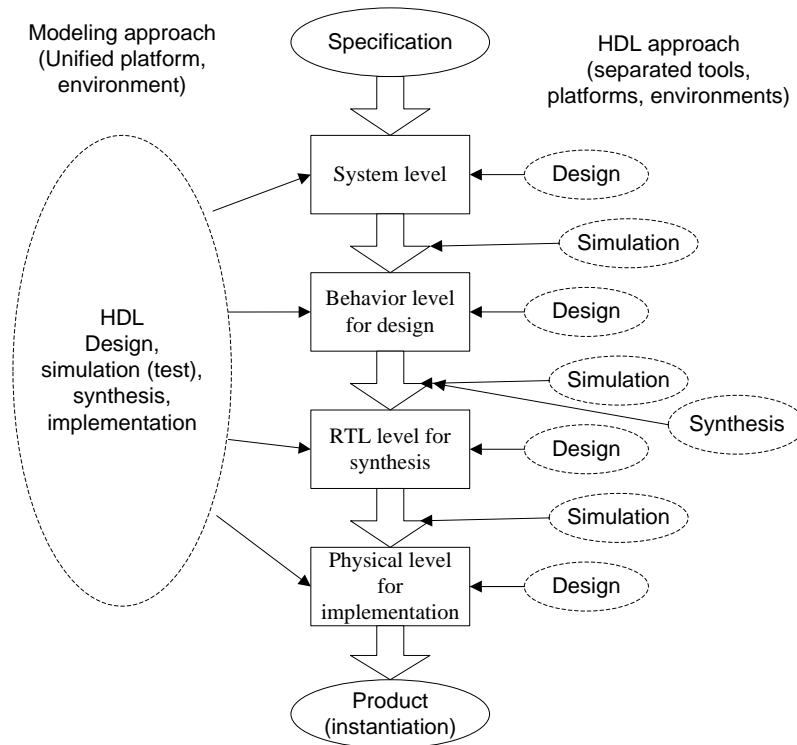 Modeling approach
(Unified platform,
environment)
Specification
HDL approach
(separated tools,
platforms, environments)
System level
Design
Simulation
Behavior level
for design
Design
HDL
Design,
simulation (test),
synthesis,
implementation
Simulation
Synthesis
RTL level for
synthesis
Design
Simulation
Physical level
for
implementation
Design
Product
(instantiation)